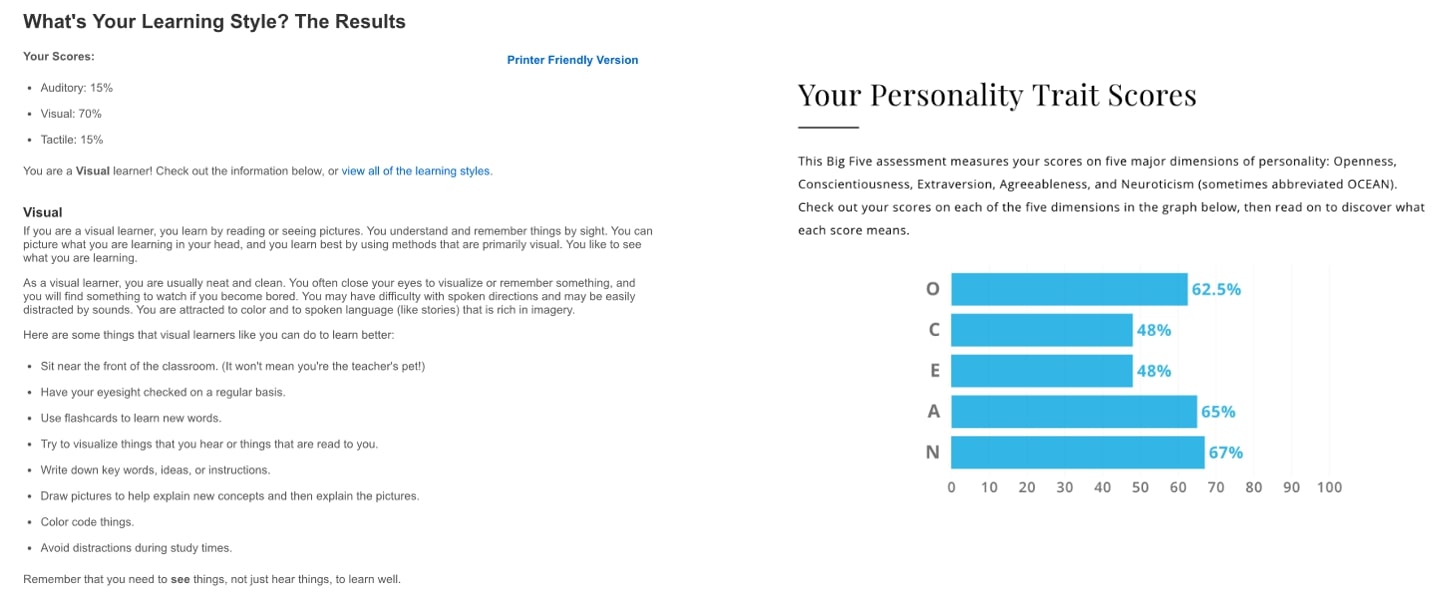 What's Your Learning Style? The Results
Your Scores:
Printer Friendly Version
Auditory: 15%
Visual: 70%
Tactile: 15%
You are a Visual learner! Check out the information below, or view all of the learning styles.
Visual
If you are a visual learner, you learn by reading or seeing pictures. You understand and remember things by sight. You can
picture what you are learning in your head, and you learn best by using methods that are primarily visual. You like to see
what you are learning.
As a visual learner, you are usually neat and clean. You often close your eyes to visualize or remember something, and
you will find something to watch if you become bored. You may have difficulty with spoken directions and may be easily
distracted by sounds. You are attracted to color and to spoken language (like stories) that is rich in imagery.
Here are some things that visual learners like you can do to learn better:
Sit near the front of the classroom. (It won't mean you're the teacher's pet!)
Have your eyesight checked on a regular basis.
Use flashcards to learn new words.
Try to visualize things that you hear or things that are read to you.
Write down key words, ideas, or instructions.
Draw pictures to help explain new concepts and then explain the pictures.
Color code things.
Avoid distractions during study times.
Remember that you need to see things, not just hear things, to learn well.
Your Personality Trait Scores
This Big Five assessment measures your scores on five major dimensions of personality: Openness,
Conscientiousness, Extraversion, Agreeableness, and Neuroticism (sometimes abbreviated OCEAN).
Check out your scores on each of the five dimensions in the graph below, then read on to discover what
each score means.
O 62.5%
C 48%
E 48%
A 65%
N 67%
0 10 20 30 40 50 60 70 80 90 100